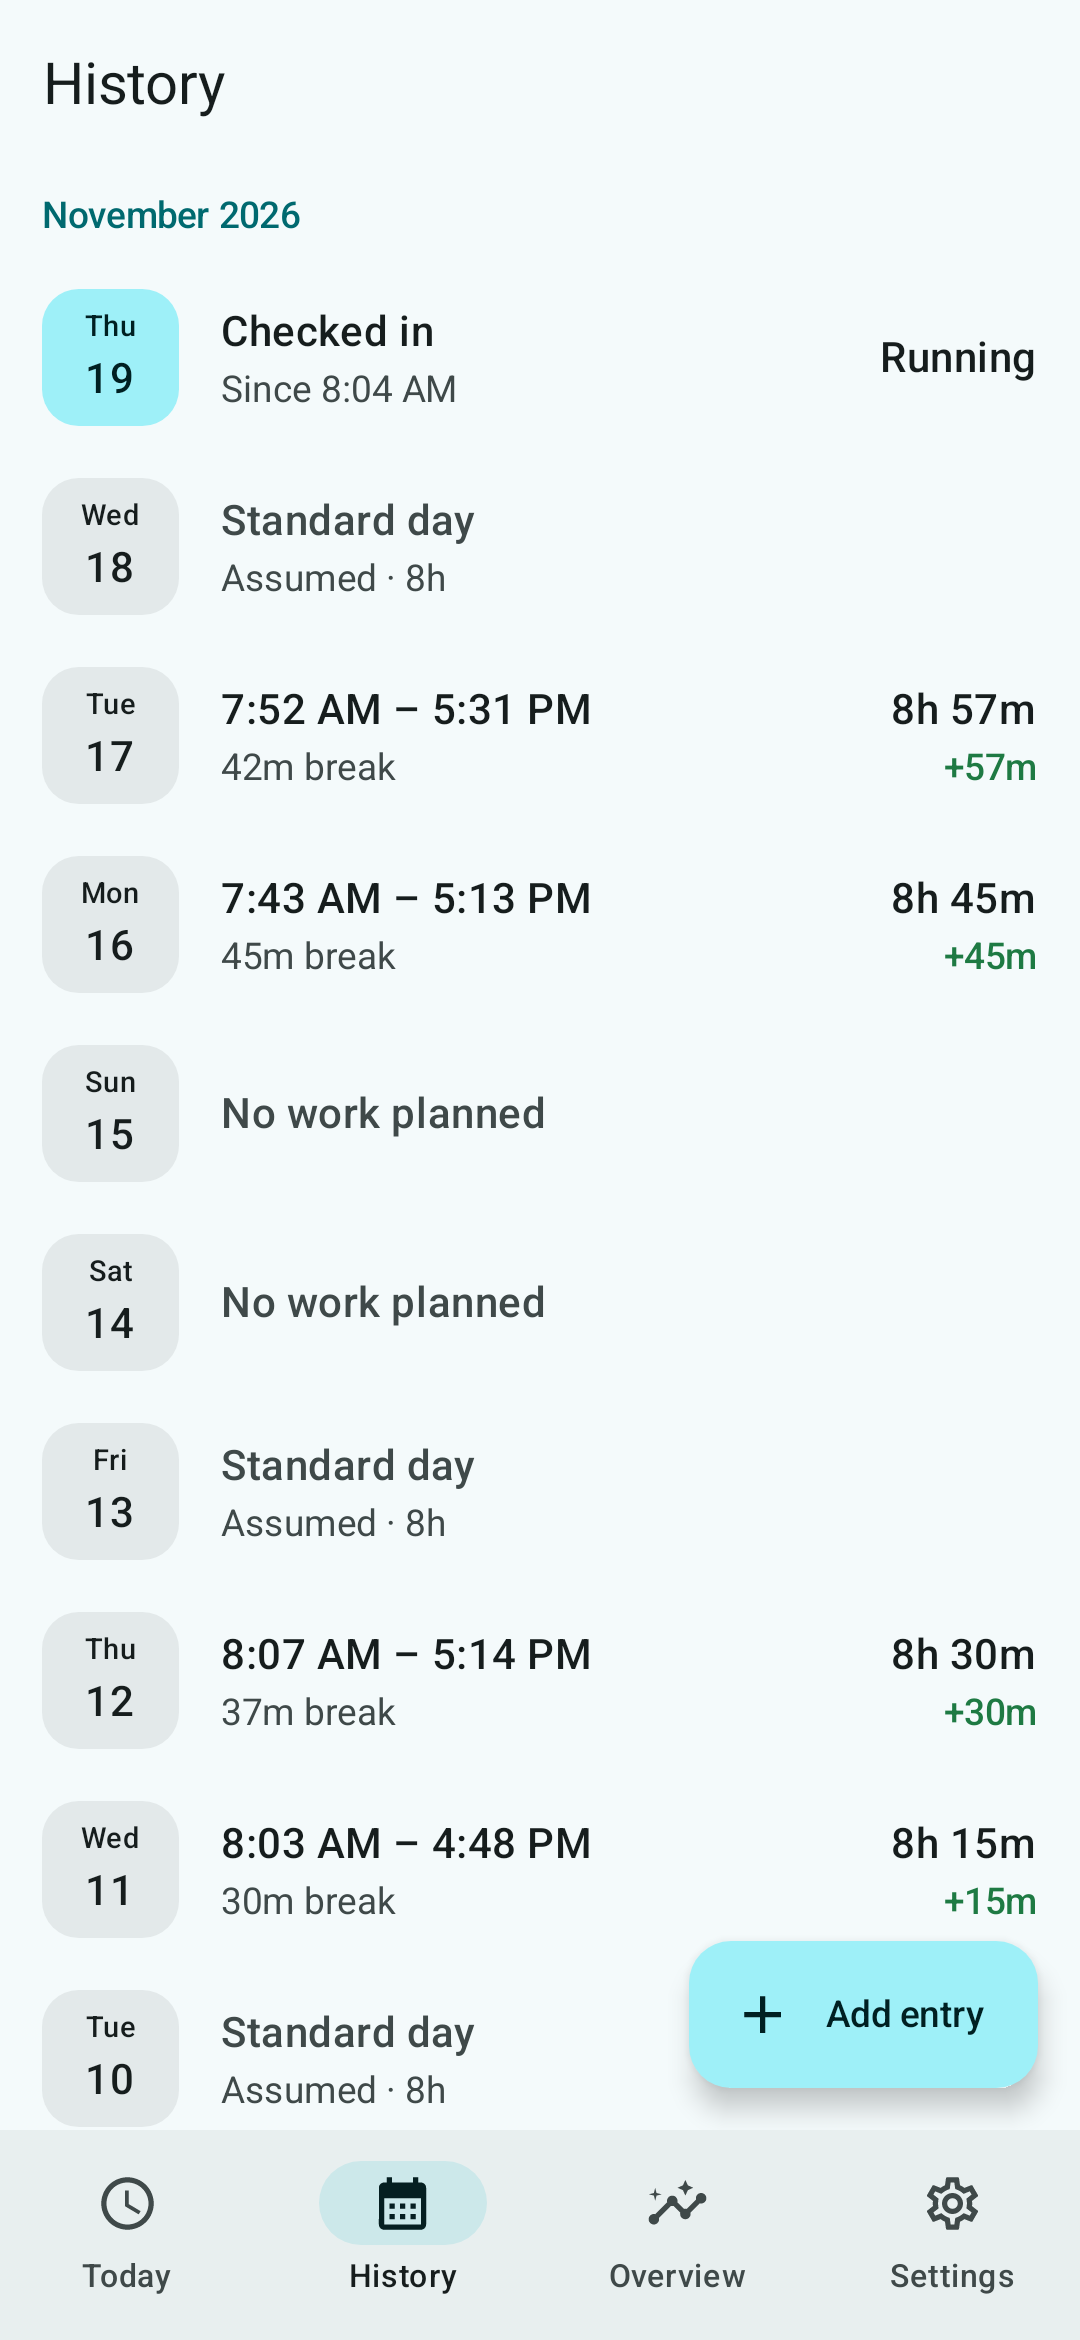 History
November 2026
Thu
19
Checked in
Since 8:04 AM
Running
Wed
18
Standard day
Assumed · 8h
Tue
17
7:52 AM – 5:31 PM
42m break
8h 57m
+57m
Mon
16
7:43 AM – 5:13 PM
45m break
8h 45m
+45m
Sun
15
No work planned
Sat
14
No work planned
Fri
13
Standard day
Assumed · 8h
Thu
12
8:07 AM – 5:14 PM
37m break
8h 30m
+30m
Wed
11
8:03 AM – 4:48 PM
30m break
8h 15m
+15m
Tue
10
Standard day
Assumed · 8h
Add entry
Today
History
Overview
Settings